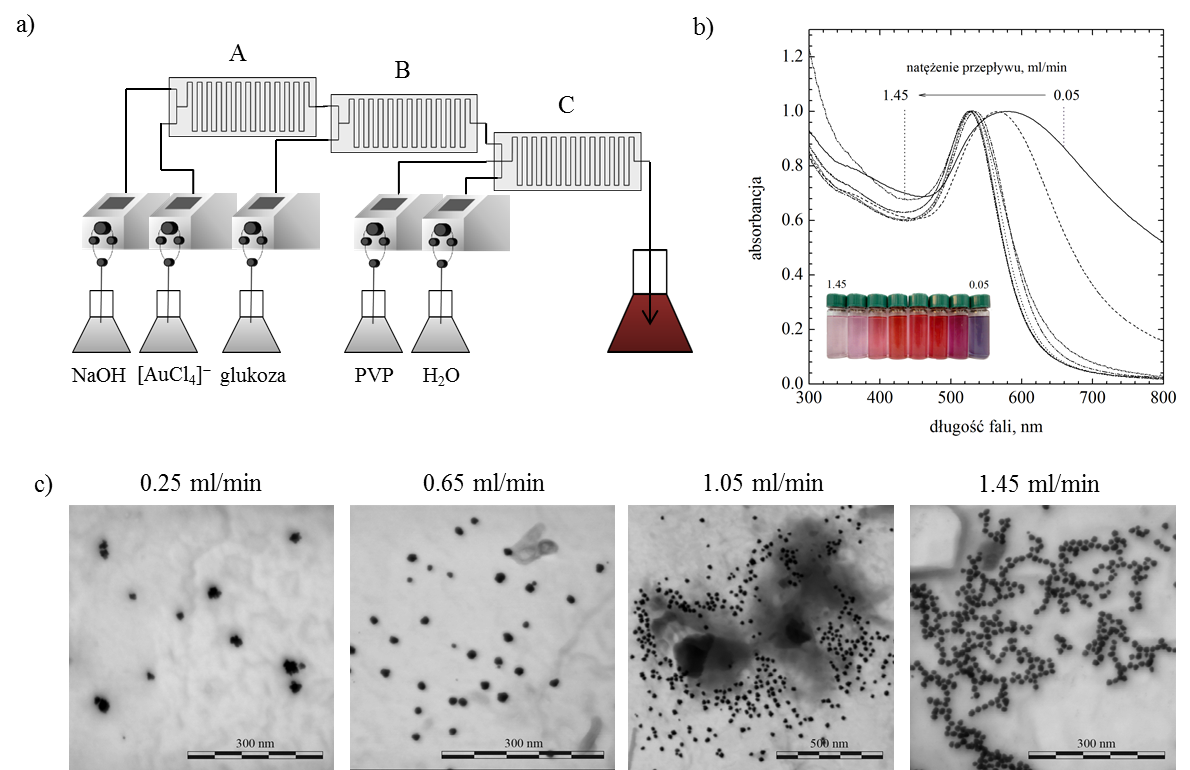 a)
A
B
C
NaOH
[AuCl₄]⁻
glukoza
PVP
H₂O
b)
natężenie przepływu, ml/min
1.45
0.05
1.2
1.0
0.8
0.6
0.4
0.2
0.0
absorbancja
1.45
0.05
300
400
500
600
700
800
długość fali, nm
c)
0.25 ml/min
0.65 ml/min
1.05 ml/min
1.45 ml/min
300 nm
300 nm
500 nm
300 nm